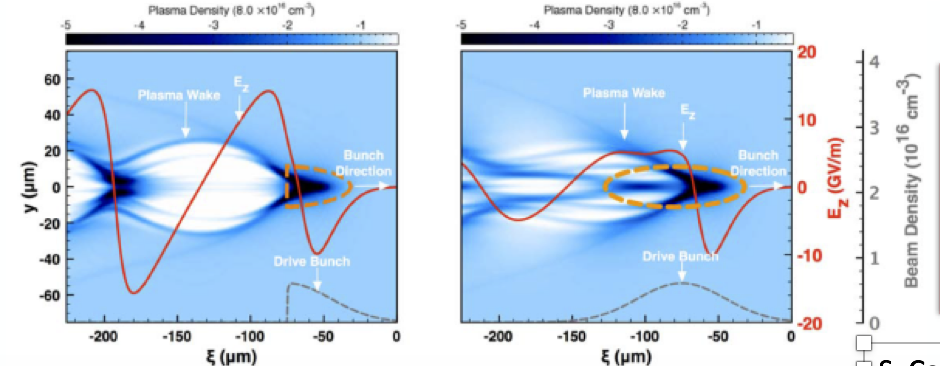 Plasma Density (8.0 ×10¹⁶ cm⁻³)
-5 -4 -3 -2 -1
60
40
20
0
-20
-40
-60
y (μm)
Plasma Wake
Ez
Bunch
Direction
Drive Bunch
-200 -150 -100 -50 0
ξ (μm)
Plasma Density (8.0 ×10¹⁶ cm⁻³)
-5 -4 -3 -2 -1
Plasma Wake
Ez
Bunch
Direction
Drive Bunch
-200 -150 -100 -50 0
ξ (μm)
20
10
0
-10
-20
Ez (GV/m)
4
3
2
1
0
Beam Density (10¹⁶ cm⁻³)